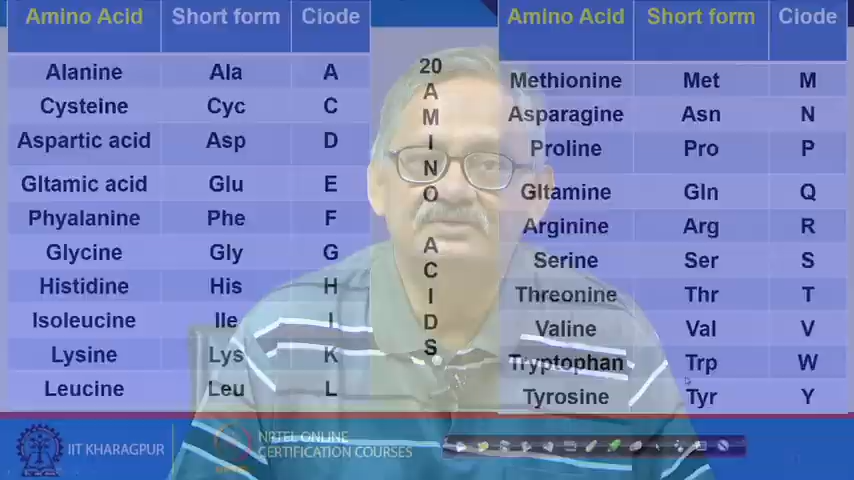 Amino Acid Short form Ciode
Alanine Ala A
Cysteine Cyc C
Aspartic acid Asp D
Gltamic acid Glu E
Phyalanine Phe F
Glycine Gly G
Histidine His H
Isoleucine Ile I
Lysine Lys K
Leucine Leu L
20
A
M
I
N
O
A
C
I
D
S
Amino Acid Short form Ciode
Methionine Met M
Asparagine Asn N
Proline Pro P
Gltamine Gln Q
Arginine Arg R
Serine Ser S
Threonine Thr T
Valine Val V
Tryptophan Trp W
Tyrosine Tyr Y
IIT KHARAGPUR
NPTEL ONLINE
CERTIFICATION COURSES